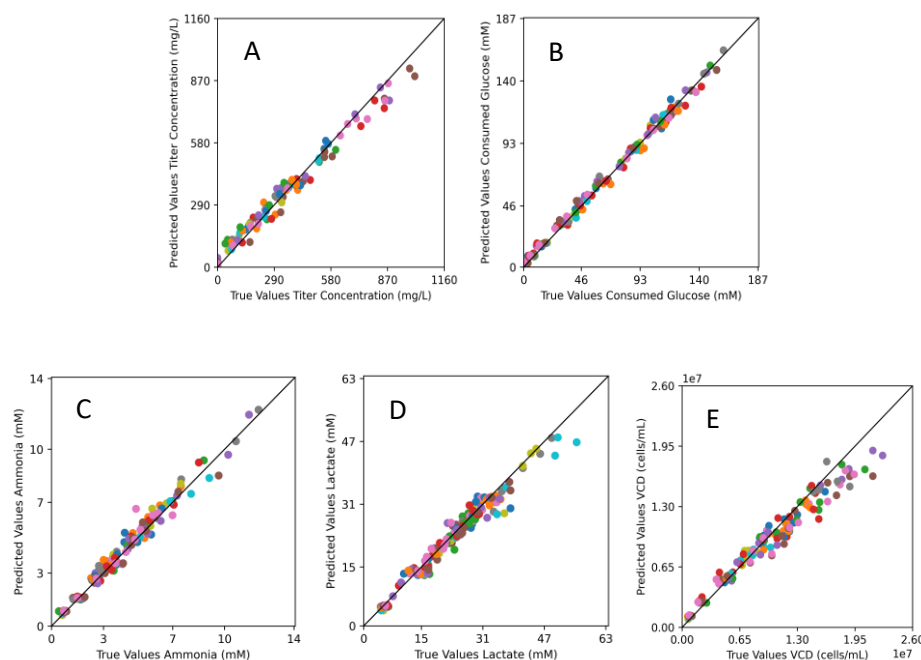 A
Predicted Values Titer Concentration (mg/L)
1160
870
580
290
0
0 290 580 870 1160
True Values Titer Concentration (mg/L)
B
Predicted Values Consumed Glucose (mM)
187
140
93
46
0
0 46 93 140 187
True Values Consumed Glucose (mM)
C
Predicted Values Ammonia (mM)
14
10
7
3
0
0 3 7 10 14
True Values Ammonia (mM)
D
Predicted Values Lactate (mM)
63
47
31
15
0
0 15 31 47 63
True Values Lactate (mM)
E
1e7
Predicted Values VCD (cells/mL)
2.60
1.95
1.30
0.65
0.00
0.00 0.65 1.30 1.95 2.60
True Values VCD (cells/mL)
1e7